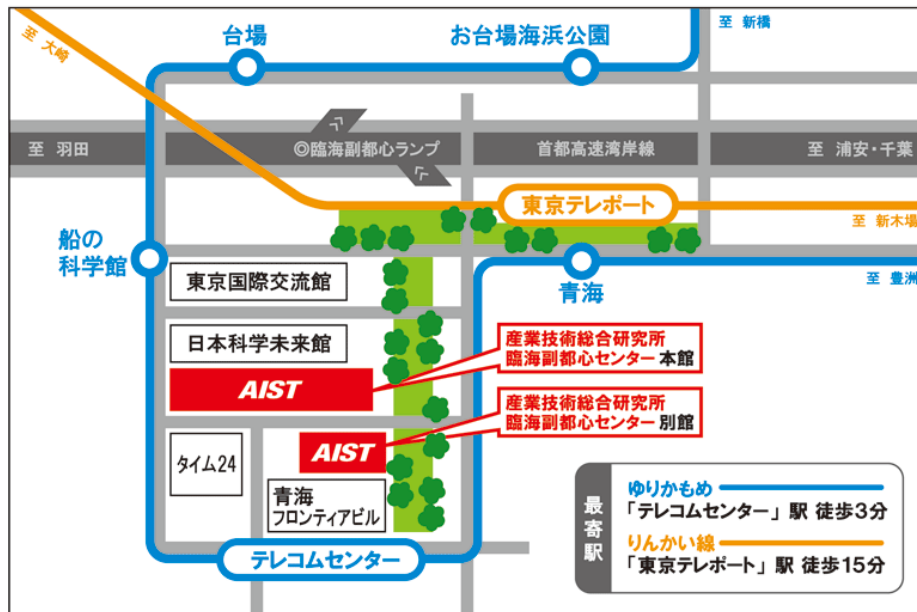 至 大崎
台場
お台場海浜公園
至 新橋
至 羽田
◎臨海副都心ランプ
首都高速湾岸線
至 浦安・千葉
東京テレポート
至 新木場
船の
科学館
青海
至 豊洲
東京国際交流館
日本科学未来館
産業技術総合研究所
臨海副都心センター 本館
AIST
産業技術総合研究所
臨海副都心センター 別館
AIST
タイム24
青海
フロンティアビル
テレコムセンター
最寄駅
ゆりかもめ
「テレコムセンター」駅 徒歩3分
りんかい線
「東京テレポート」駅 徒歩15分